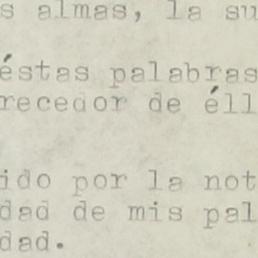 s almas, la su
éstas palabras
recedor de éll
ido por la not
dad de mis pal
dad.